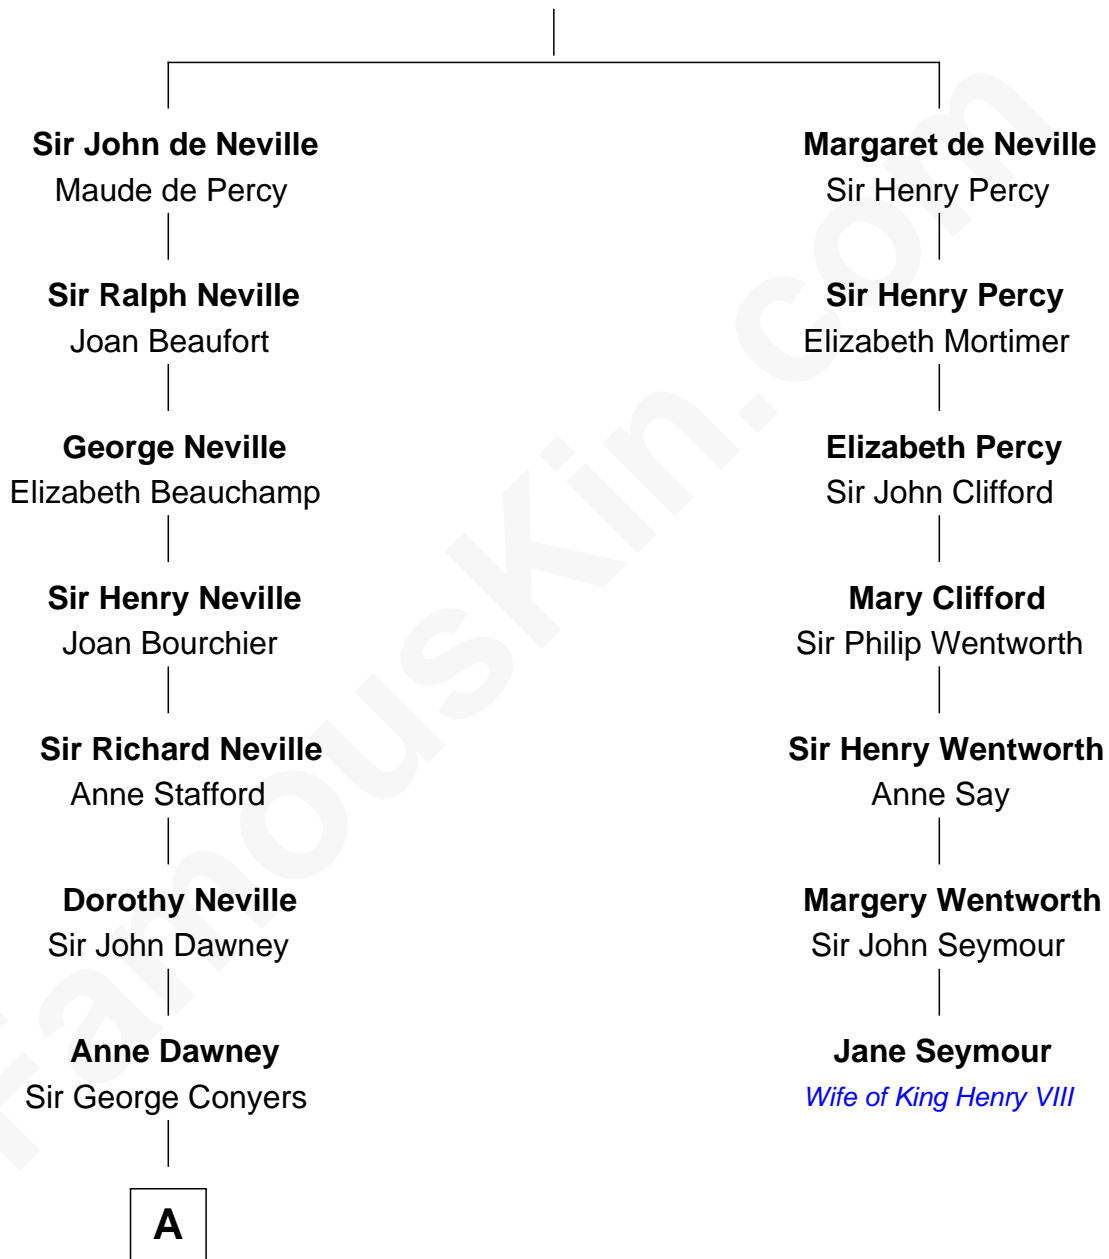 Sir John de Neville
Maude de Percy
Sir Ralph Neville
Joan Beaufort
George Neville
Elizabeth Beauchamp
Sir Henry Neville
Joan Bourchier
Sir Richard Neville
Anne Stafford
Dorothy Neville
Sir John Dawney
Anne Dawney
Sir George Conyers
A
Margaret de Neville
Sir Henry Percy
Sir Henry Percy
Elizabeth Mortimer
Elizabeth Percy
Sir John Clifford
Mary Clifford
Sir Philip Wentworth
Sir Henry Wentworth
Anne Say
Margery Wentworth
Sir John Seymour
Jane Seymour
Wife of King Henry VIII
FamousKin.com